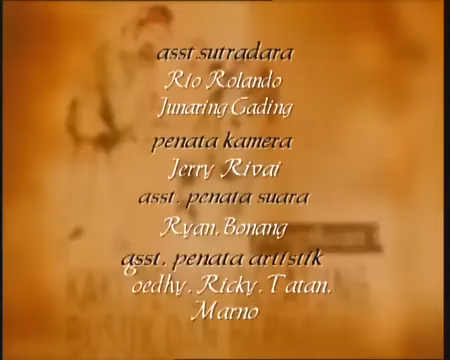 asst.sutradara
Rio Rolando
Junaring Gading
penata kamera
Jerry Rivai
asst. penata suara
Ryan, Bonang
asst. penata artistik
Goedhy, Ricky, Tatan,
Marno